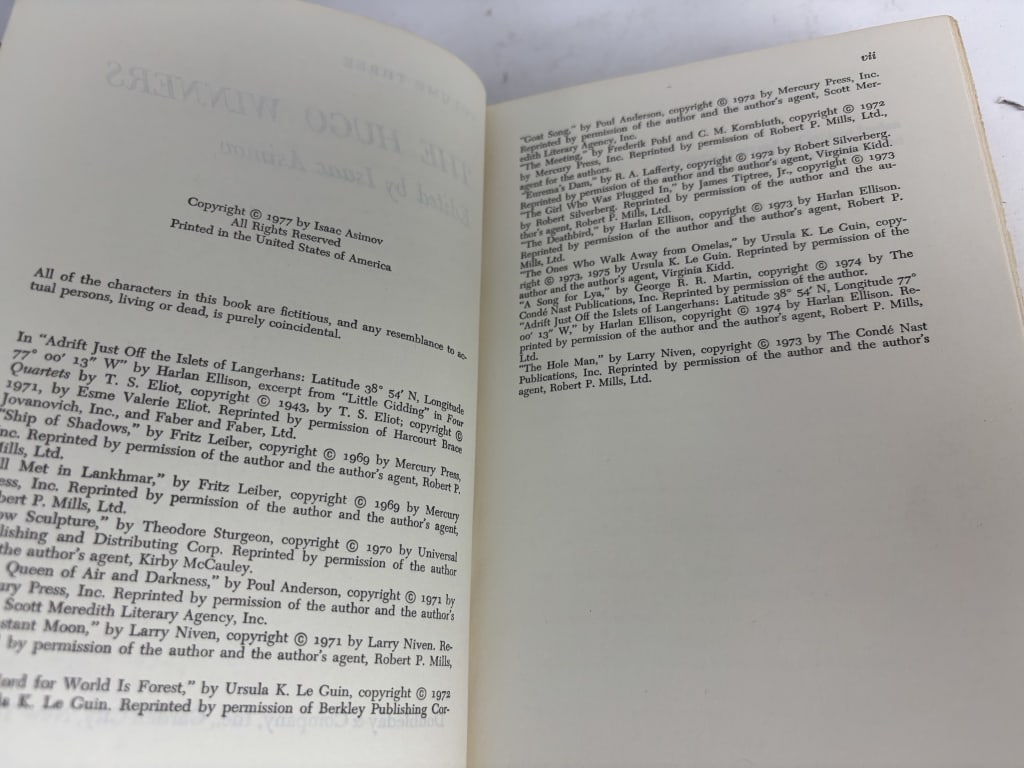 VOLUME THREE
THE HUGO WINNERS
Edited by Isaac Asimov
Copyright © 1977 by Isaac Asimov
All Rights Reserved
Printed in the United States of America
All of the characters in this book are fictitious, and any resemblance to ac-
tual persons, living or dead, is purely coincidental.
In "Adrift Just Off the Islets of Langerhans: Latitude 38° 54′ N, Longitude
77° 00′ 13″ W" by Harlan Ellison, excerpt from "Little Gidding" in Four
Quartets by T. S. Eliot, copyright © 1943, by T. S. Eliot; copyright ©
1971, by Esme Valerie Eliot. Reprinted by permission of Harcourt Brace
Jovanovich, Inc., and Faber and Faber, Ltd.
"Ship of Shadows," by Fritz Leiber, copyright © 1969 by Mercury Press,
nc. Reprinted by permission of the author and the author's agent, Robert P.
Mills, Ltd.
ll Met in Lankhmar," by Fritz Leiber, copyright © 1969 by Mercury
ess, Inc. Reprinted by permission of the author and the author's agent,
bert P. Mills, Ltd.
ow Sculpture," by Theodore Sturgeon, copyright © 1970 by Universal
lishing and Distributing Corp. Reprinted by permission of the author
the author's agent, Kirby McCauley.
Queen of Air and Darkness," by Poul Anderson, copyright © 1971 by
ury Press, Inc. Reprinted by permission of the author and the author's
Scott Meredith Literary Agency, Inc.
stant Moon," by Larry Niven, copyright © 1971 by Larry Niven. Re-
by permission of the author and the author's agent, Robert P. Mills,
ord for World Is Forest," by Ursula K. Le Guin, copyright © 1972
la K. Le Guin. Reprinted by permission of Berkley Publishing Cor-
vii
"Goat Song," by Poul Anderson, copyright © 1972 by Mercury Press, Inc.
Reprinted by permission of the author and the author's agent, Scott Mer-
edith Literary Agency, Inc.
"The Meeting," by Frederik Pohl and C. M. Kornbluth, copyright © 1972
by Mercury Press, Inc. Reprinted by permission of Robert P. Mills, Ltd.,
agent for the authors.
"Eurema's Dam," by R. A. Lafferty, copyright © 1972 by Robert Silverberg.
Reprinted by permission of the author and the author's agent, Virginia Kidd.
"The Girl Who Was Plugged In," by James Tiptree, Jr., copyright © 1973
by Robert Silverberg. Reprinted by permission of the author and the au-
thor's agent, Robert P. Mills, Ltd.
"The Deathbird," by Harlan Ellison, copyright © 1973 by Harlan Ellison.
Reprinted by permission of the author and the author's agent, Robert P.
Mills, Ltd.
"The Ones Who Walk Away from Omelas," by Ursula K. Le Guin, copy-
right © 1973, 1975 by Ursula K. Le Guin. Reprinted by permission of the
author and the author's agent, Virginia Kidd.
"A Song for Lya," by George R. R. Martin, copyright © 1974 by The
Condé Nast Publications, Inc. Reprinted by permission of the author.
"Adrift Just Off the Islets of Langerhans: Latitude 38° 54′ N, Longitude 77°
00′ 13″ W," by Harlan Ellison, copyright © 1974 by Harlan Ellison. Re-
printed by permission of the author and the author's agent, Robert P. Mills,
Ltd.
"The Hole Man," by Larry Niven, copyright © 1973 by The Condé Nast
Publications, Inc. Reprinted by permission of the author and the author's
agent, Robert P. Mills, Ltd.